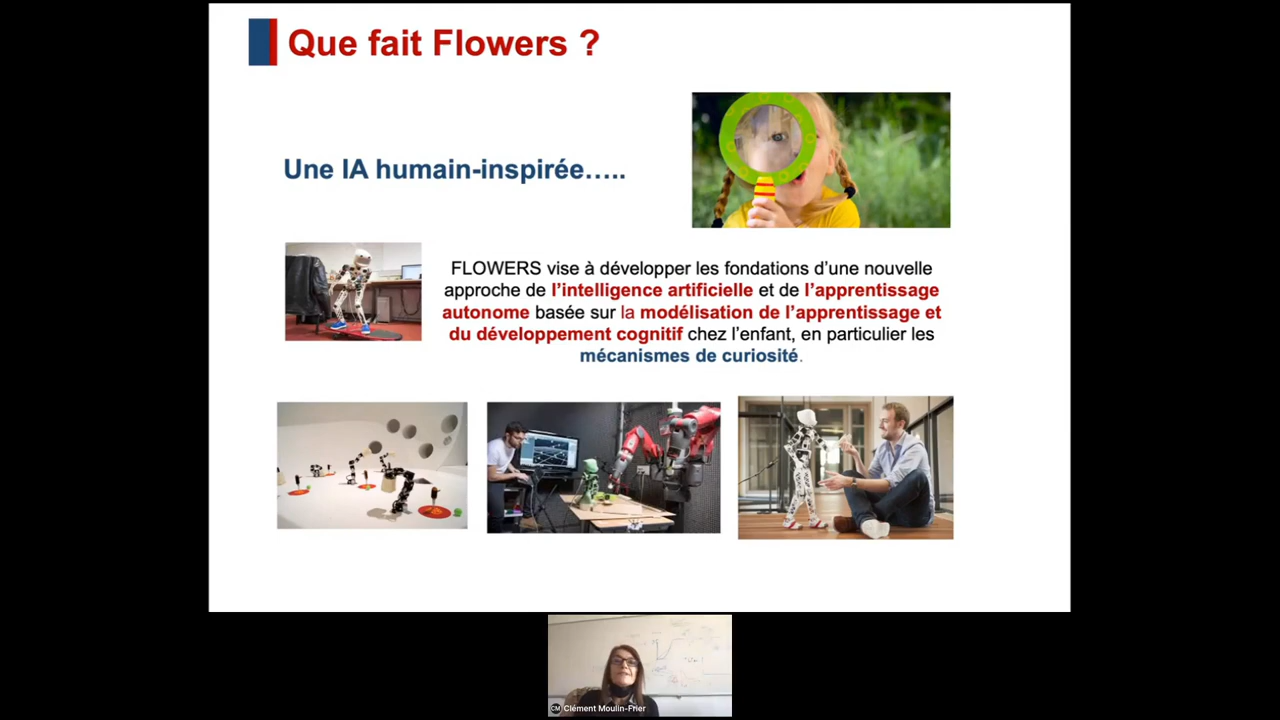 Que fait Flowers ?
Une IA humain-inspirée.....
FLOWERS vise à développer les fondations d’une nouvelle
approche de l’intelligence artificielle et de l’apprentissage
autonome basée sur la modélisation de l’apprentissage et
du développement cognitif chez l’enfant, en particulier les
mécanismes de curiosité.
CM Clément Moulin-Frier